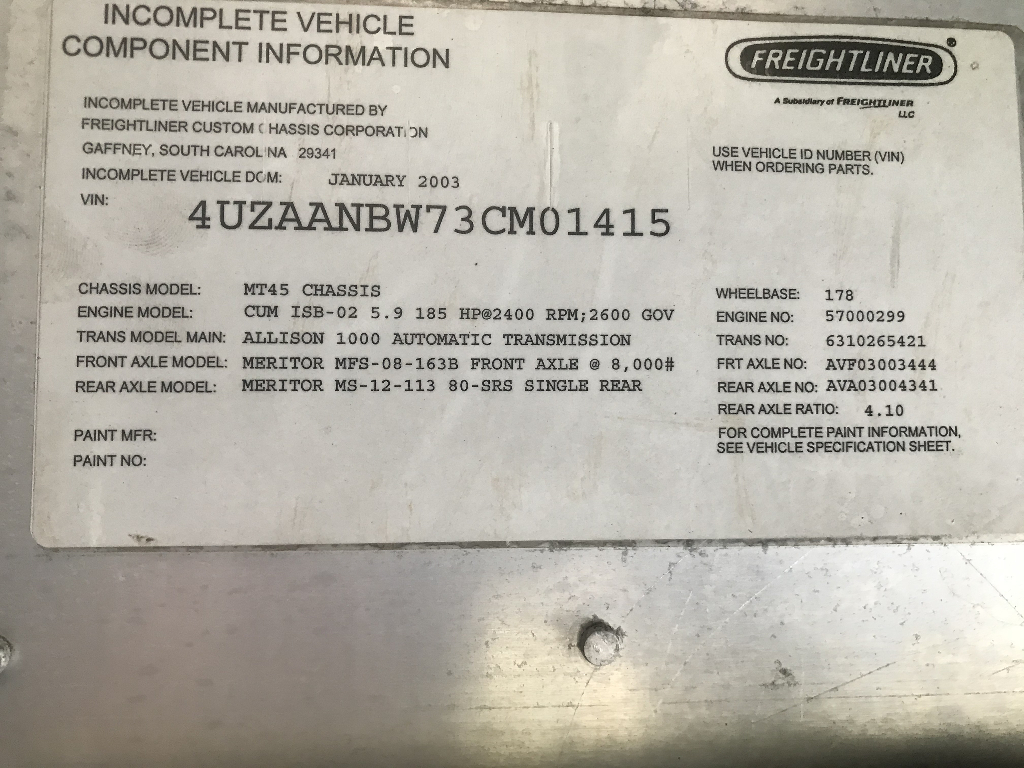 INCOMPLETE VEHICLE
COMPONENT INFORMATION
FREIGHTLINER®
A Subsidiary of FREIGHTLINER
LLC
INCOMPLETE VEHICLE MANUFACTURED BY
FREIGHTLINER CUSTOM CHASSIS CORPORATION
GAFFNEY, SOUTH CAROLINA 29341
INCOMPLETE VEHICLE DOM: JANUARY 2003
VIN: 4UZAANBW73CM01415
USE VEHICLE ID NUMBER (VIN)
WHEN ORDERING PARTS.
CHASSIS MODEL: MT45 CHASSIS
ENGINE MODEL: CUM ISB-02 5.9 185 HP@2400 RPM;2600 GOV
TRANS MODEL MAIN: ALLISON 1000 AUTOMATIC TRANSMISSION
FRONT AXLE MODEL: MERITOR MFS-08-163B FRONT AXLE @ 8,000#
REAR AXLE MODEL: MERITOR MS-12-113 80-SRS SINGLE REAR
PAINT MFR:
PAINT NO:
WHEELBASE: 178
ENGINE NO: 57000299
TRANS NO: 6310265421
FRT AXLE NO: AVF03003444
REAR AXLE NO: AVA03004341
REAR AXLE RATIO: 4.10
FOR COMPLETE PAINT INFORMATION,
SEE VEHICLE SPECIFICATION SHEET.